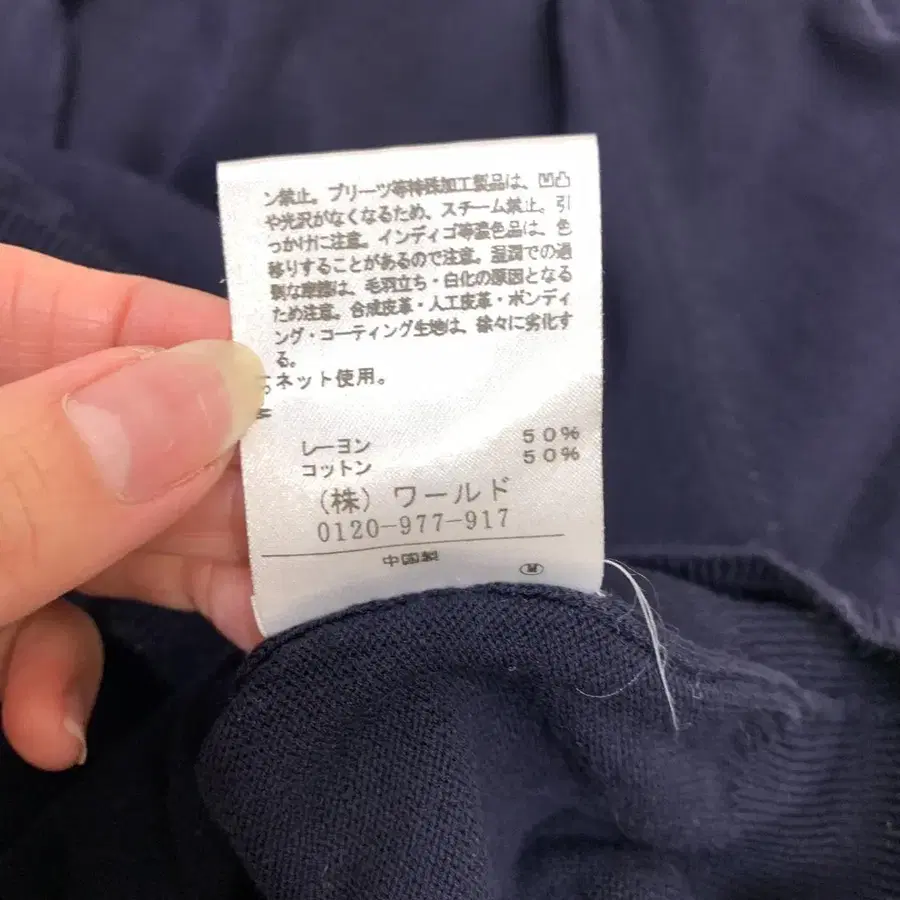 ン禁止。プリーツ等特殊加工製品は、凹凸
や光沢がなくなるため、スチーム禁止。引
っかけに注意。インディゴ等濃色品は、色
移りすることがあるので注意。湿潤での過
剰な摩擦は、毛羽立ち・白化の原因となる
ため注意。合成皮革・人工皮革・ボンディ
ング・コーティング生地は、徐々に劣化す
る。
ネット使用。
レーヨン 50%
コットン 50%
(株) ワールド
0120-977-917
中国製
M